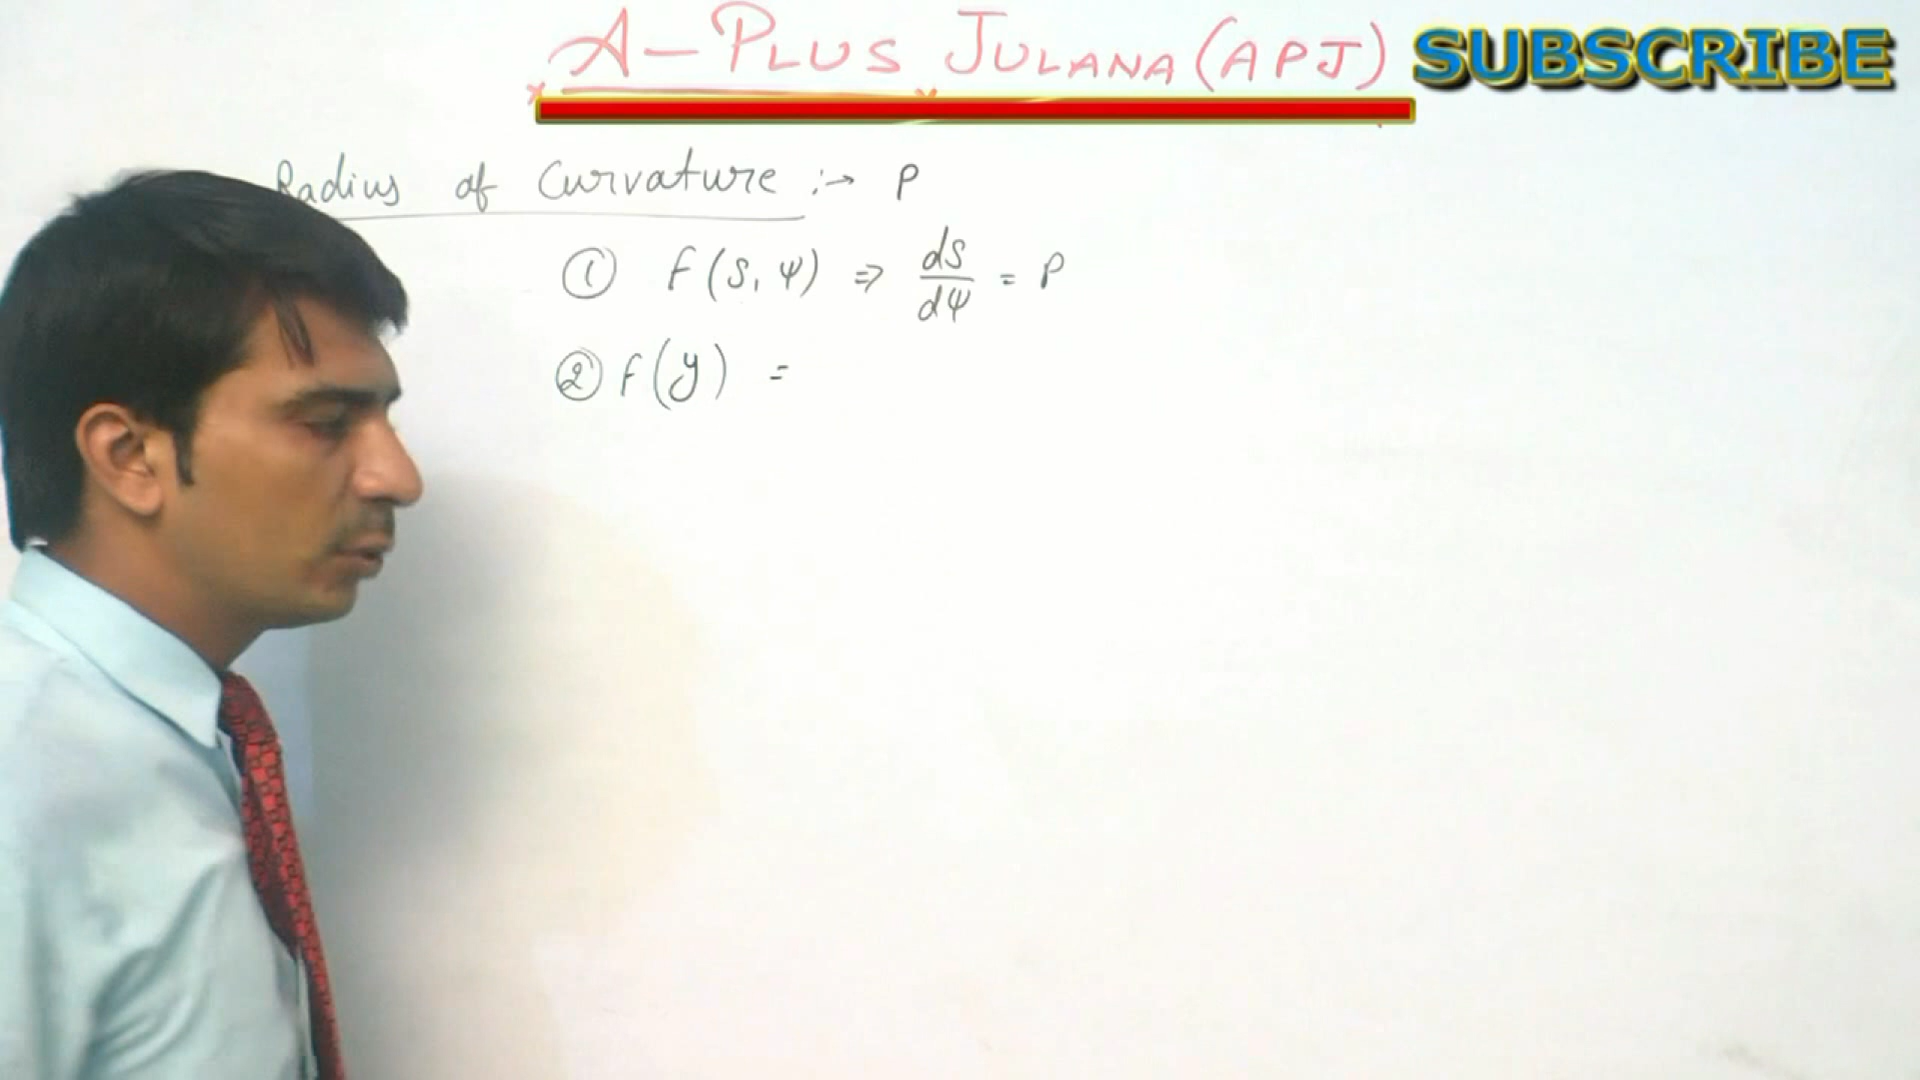 A-PLUS JULANA (APJ)
SUBSCRIBE
Radius of Curvature :→ ρ
① f(s, ψ) ⇒ ds/dψ = ρ
② f(y) =